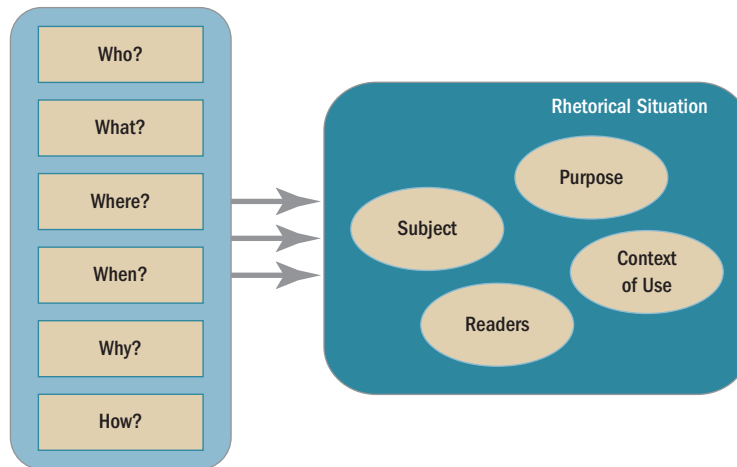 Who?
What?
Where?
When?
Why?
How?
Rhetorical Situation
Purpose
Subject
Context
of Use
Readers